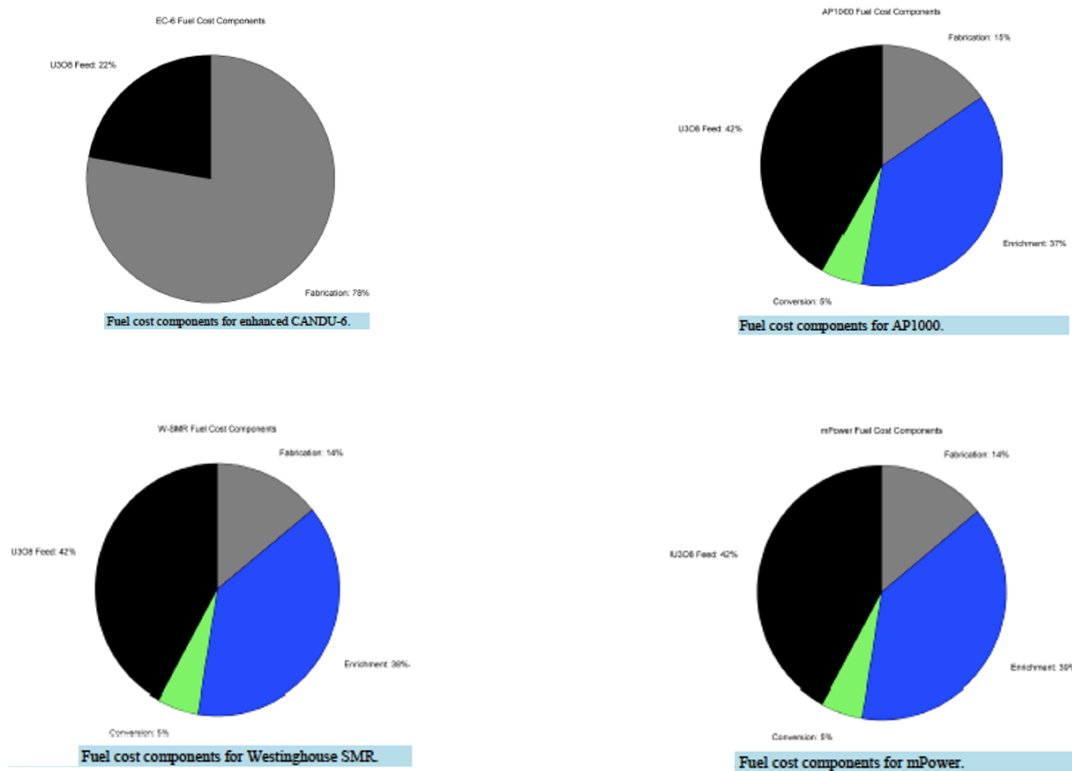 EC-6 Fuel Cost Components
U3O8 Feed: 22%
Fabrication: 78%
Fuel cost components for enhanced CANDU-6.
AP1000 Fuel Cost Components
Fabrication: 15%
U3O8 Feed: 42%
Enrichment: 37%
Conversion: 5%
Fuel cost components for AP1000.
W-SMR Fuel Cost Components
Fabrication: 14%
U3O8 Feed: 42%
Enrichment: 38%
Conversion: 5%
Fuel cost components for Westinghouse SMR.
mPower Fuel Cost Components
Fabrication: 14%
U3O8 Feed: 42%
Enrichment: 39%
Conversion: 5%
Fuel cost components for mPower.